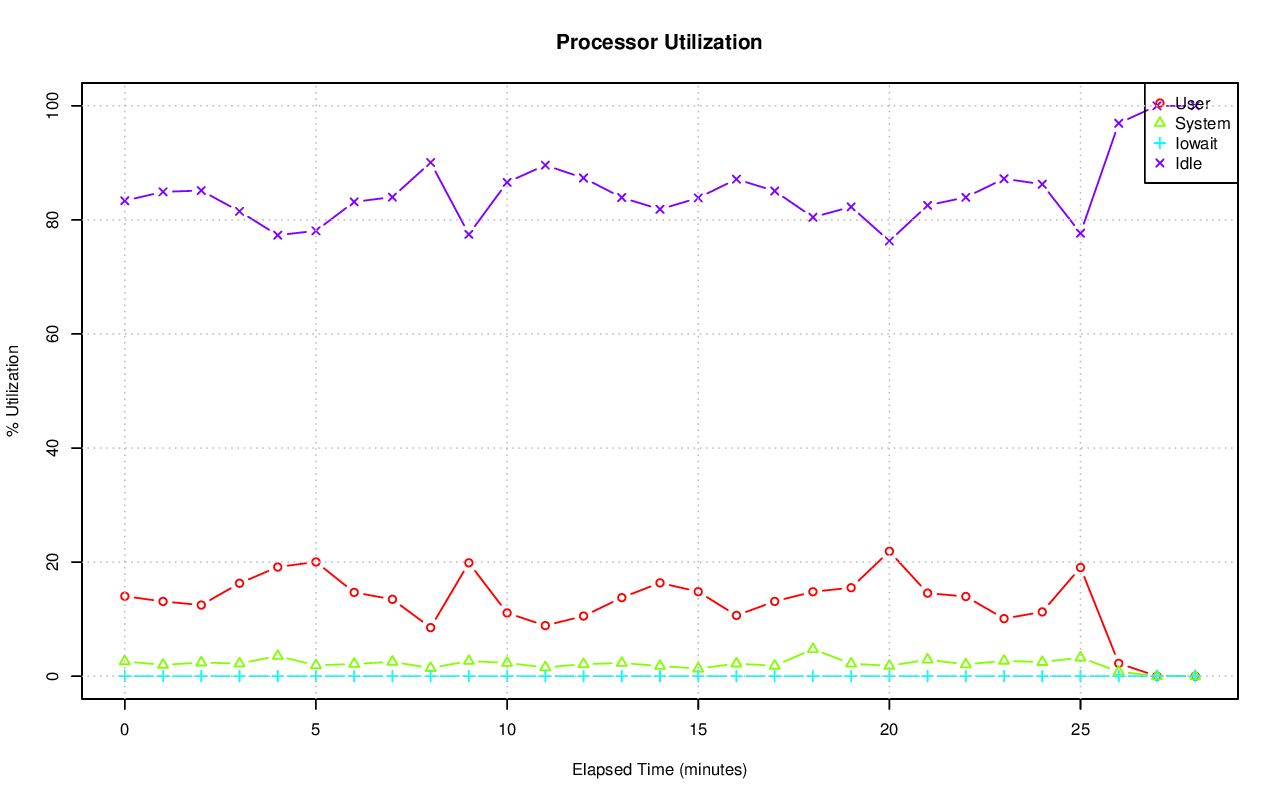 Processor Utilization
% Utilization
100
80
60
40
20
0
User
System
Iowait
Idle
0 5 10 15 20 25
Elapsed Time (minutes)